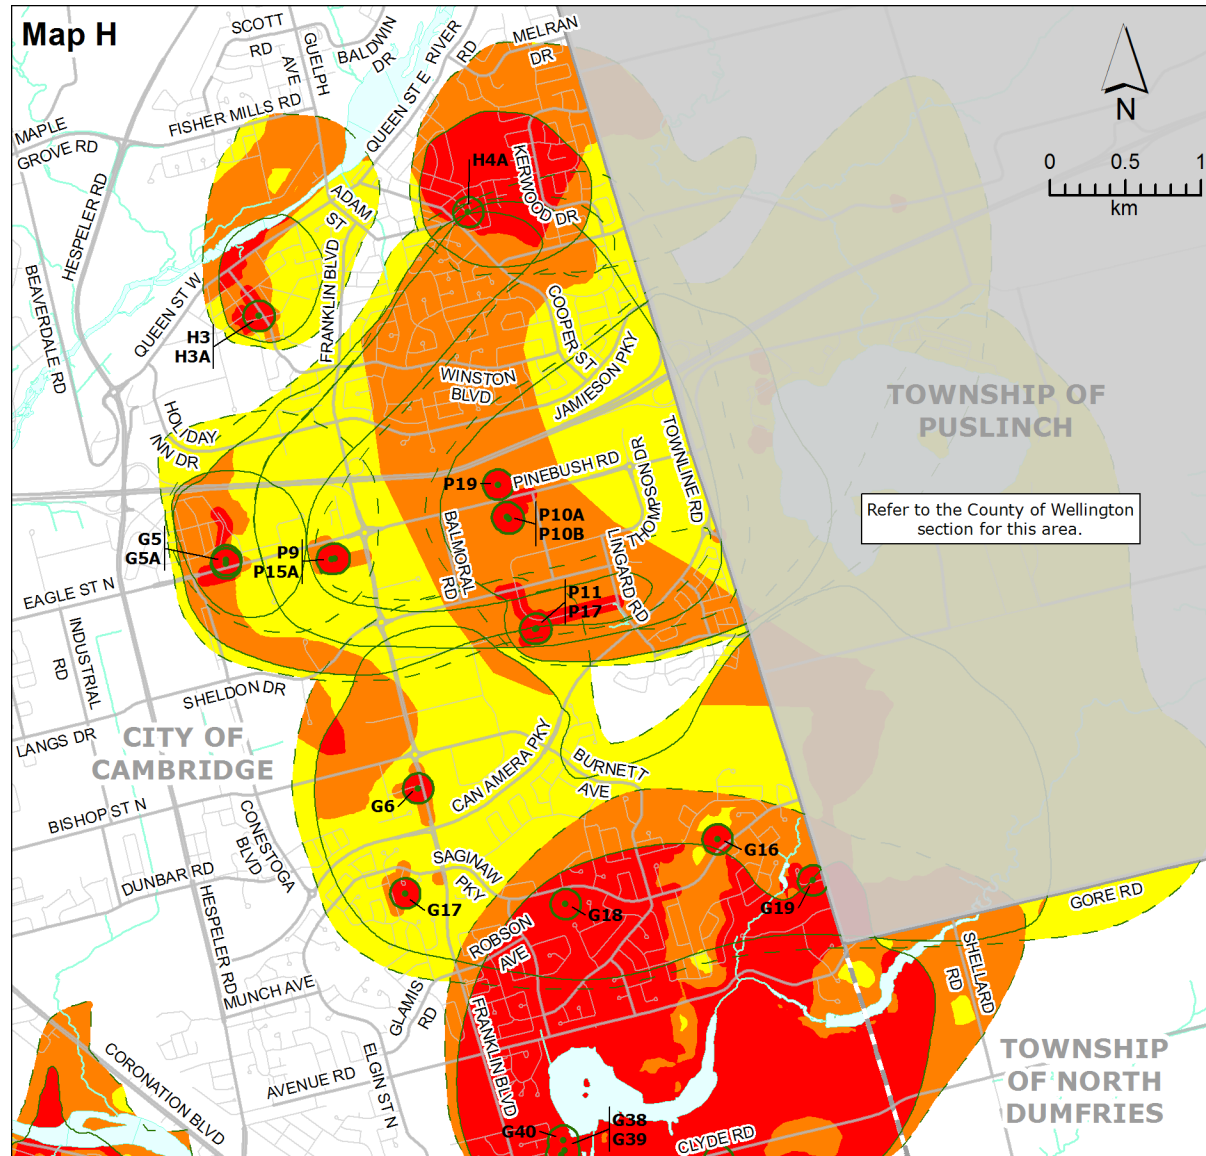 Map H
SCOTT
RD
GUELPH
AVE
BALDWIN
DR
RIVER
RD
QUEEN ST E
MELRAN
DR
FISHER MILLS RD
MAPLE
GROVE RD
HESPELER RD
BEAVERDALE RD
QUEEN ST W
ADAM
ST
FRANKLIN BLVD
H4A
KERWOOD DR
N
0 0.5 1
km
H3
H3A
COOPER ST
JAMIESON PKY
WINSTON
BLVD
HOLIDAY
INN DR
TOWNSHIP OF
PUSLINCH
TOWNLINE RD
THOMPSON DR
PINEBUSH RD
P19
P10A
P10B
Refer to the County of Wellington
section for this area.
G5
G5A
P9
P15A
BALMORAL
RD
LINGARD RD
EAGLE ST N
P11
P17
INDUSTRIAL
RD
SHELDON DR
LANGS DR
CITY OF
CAMBRIDGE
CAN AMERA PKY
BURNETT
AVE
BISHOP ST N
G6
CONESTOGA
BLVD
G16
SAGINAW
PKY
DUNBAR RD
G17
G18
G19
GORE RD
HESPELER RD
ROBSON
AVE
SHELLARD
RD
MUNCH AVE
GLAMIS
RD
FRANKLIN BLVD
CORONATION BLVD
ELGIN ST N
AVENUE RD
TOWNSHIP
OF NORTH
DUMFRIES
G40
G38
G39
CLYDE RD